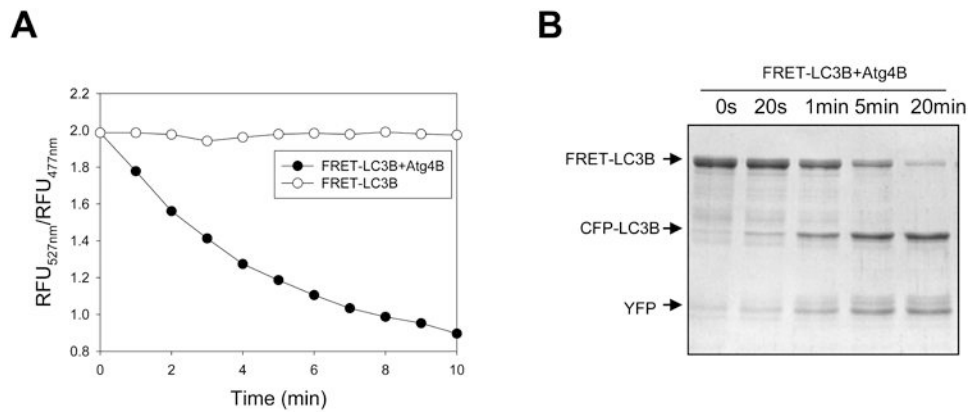 A
2.2
2.0
1.8
1.6
1.4
1.2
1.0
0.8
RFU527nm/RFU477nm
FRET-LC3B+Atg4B
FRET-LC3B
0 2 4 6 8 10
Time (min)
B
FRET-LC3B+Atg4B
0s 20s 1min 5min 20min
FRET-LC3B
CFP-LC3B
YFP